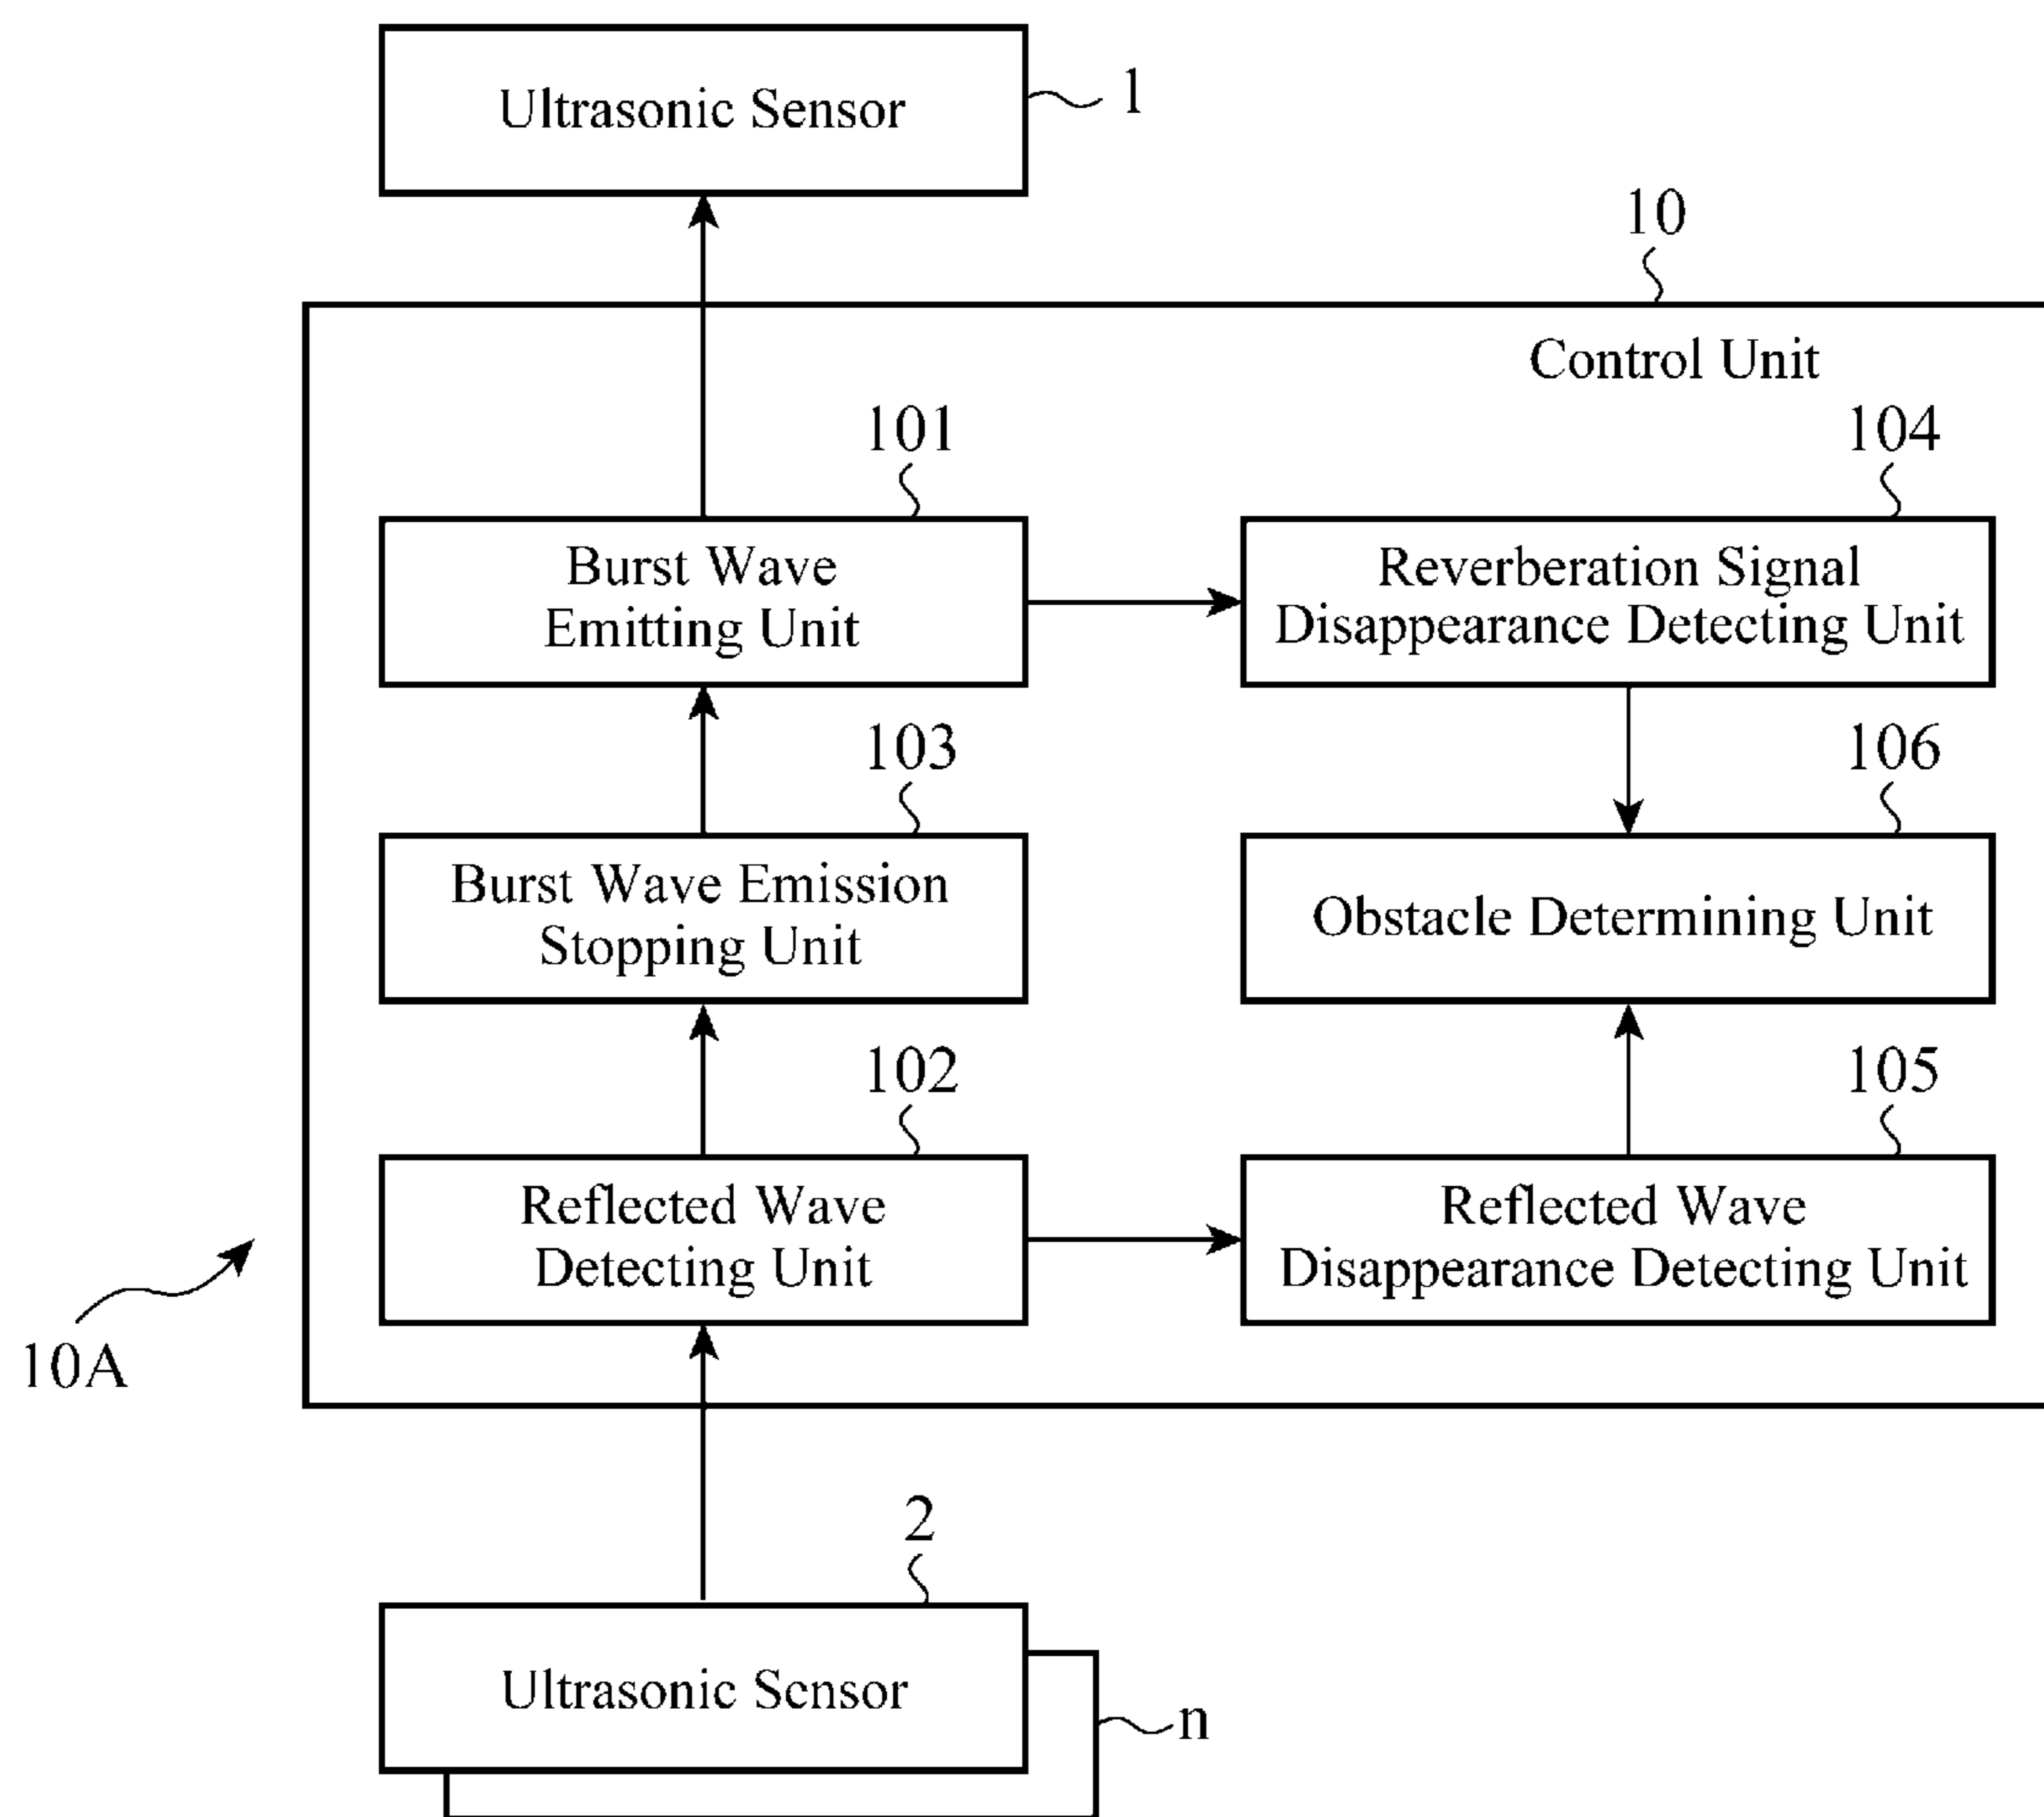 Ultrasonic Sensor
1
10
Control Unit
101
104
Burst Wave
Emitting Unit
Reverberation Signal
Disappearance Detecting Unit
103
106
Burst Wave Emission
Stopping Unit
Obstacle Determining Unit
102
105
Reflected Wave
Detecting Unit
Reflected Wave
Disappearance Detecting Unit
10A
2
Ultrasonic Sensor
n